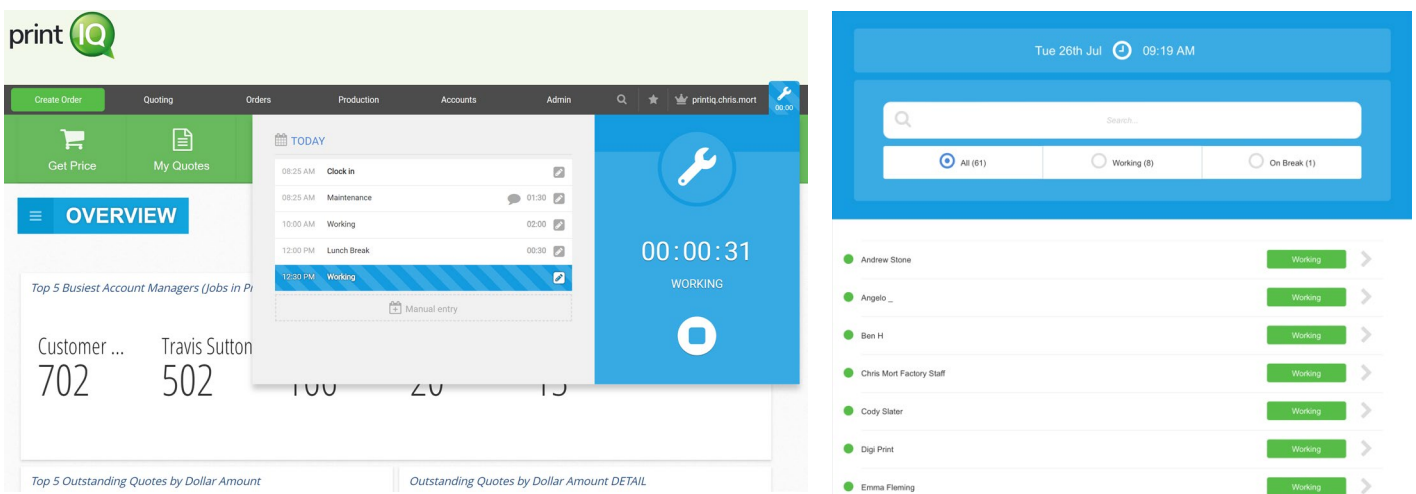 print IQ
Create Order Quoting Orders Production Accounts Admin printiq.chris.mort 00:00
Get Price My Quotes
OVERVIEW
Top 5 Busiest Account Managers (Jobs in Pr
Customer ... Travis Sutton
702 502
TODAY
08:25 AM Clock in
08:25 AM Maintenance 01:30
10:00 AM Working 02:00
12:00 PM Lunch Break 00:30
12:30 PM Working
Manual entry
00:00:31
WORKING
Top 5 Outstanding Quotes by Dollar Amount Outstanding Quotes by Dollar Amount DETAIL
Tue 26th Jul 09:19 AM
Search...
All (61) Working (8) On Break (1)
Andrew Stone Working
Angelo _ Working
Ben H Working
Chris Mort Factory Staff Working
Cody Slater Working
Digi Print Working
Emma Fleming Working